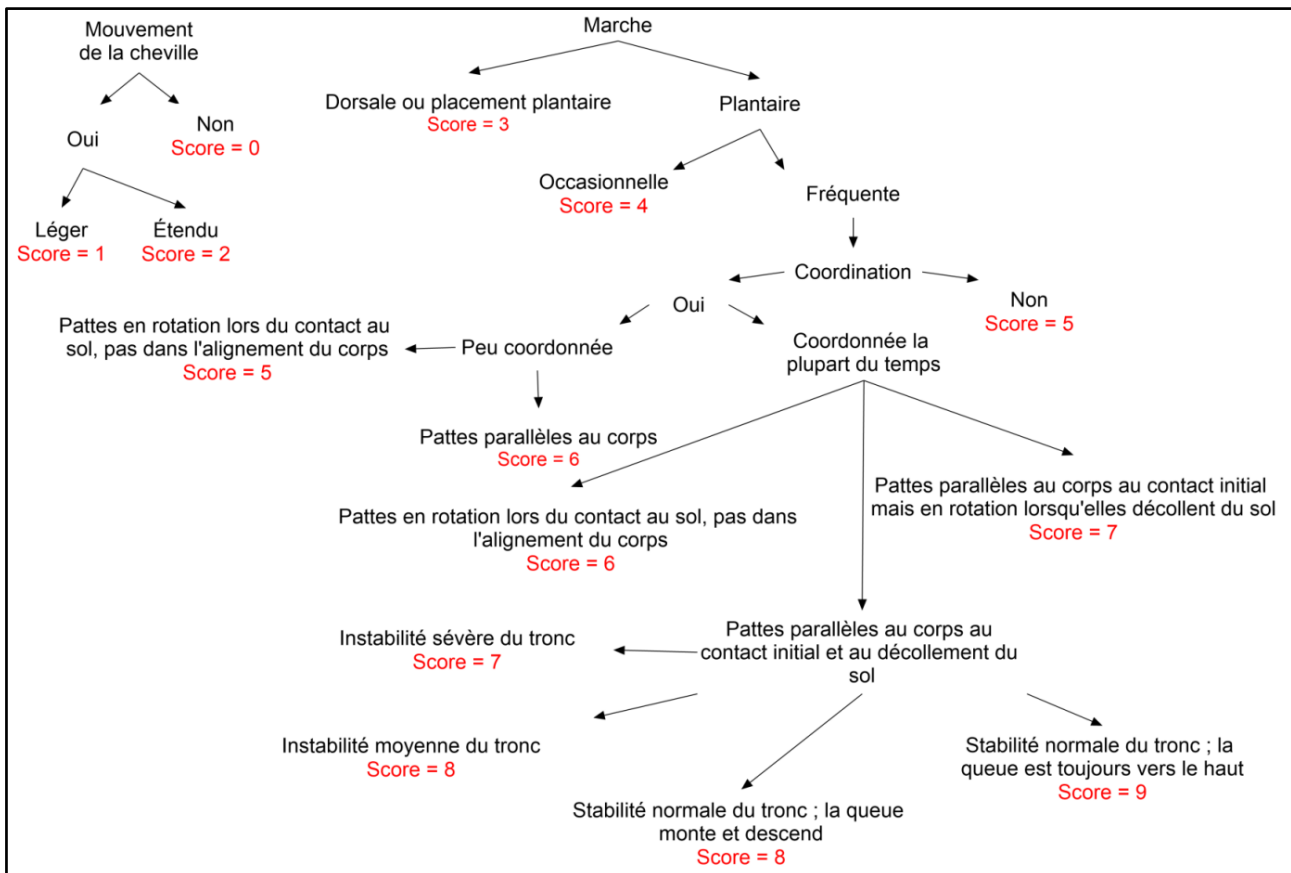 Mouvement
de la cheville
Oui
Non
Score = 0
Léger
Score = 1
Étendu
Score = 2
Marche
Dorsale ou placement plantaire
Score = 3
Plantaire
Occasionnelle
Score = 4
Fréquente
Coordination
Oui
Non
Score = 5
Peu coordonnée
Coordonnée la
plupart du temps
Pattes en rotation lors du contact au
sol, pas dans l'alignement du corps
Score = 5
Pattes parallèles au corps
Score = 6
Pattes en rotation lors du contact au sol, pas dans
l'alignement du corps
Score = 6
Pattes parallèles au corps au contact initial
mais en rotation lorsqu'elles décollent du sol
Score = 7
Pattes parallèles au corps au
contact initial et au décollement du
sol
Instabilité sévère du tronc
Score = 7
Instabilité moyenne du tronc
Score = 8
Stabilité normale du tronc ; la queue
monte et descend
Score = 8
Stabilité normale du tronc ; la
queue est toujours vers le haut
Score = 9